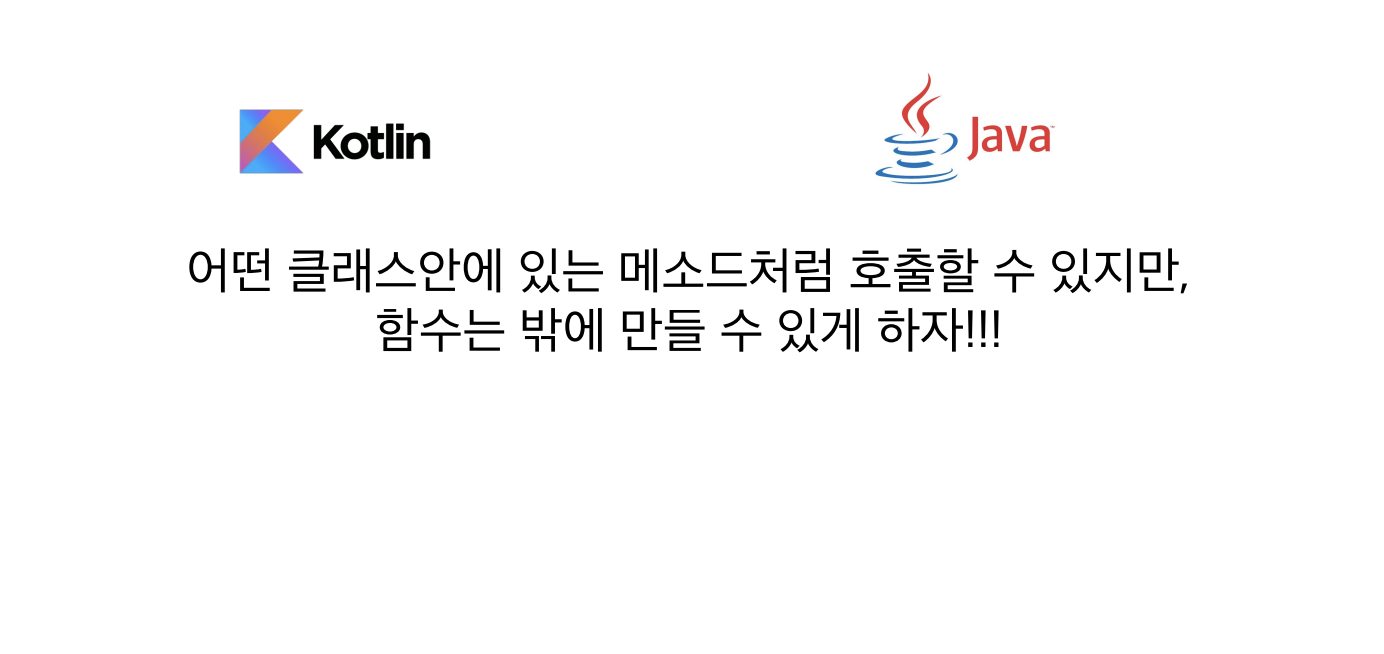 Kotlin
Java
어떤 클래스안에 있는 메소드처럼 호출할 수 있지만,
함수는 밖에 만들 수 있게 하자!!!